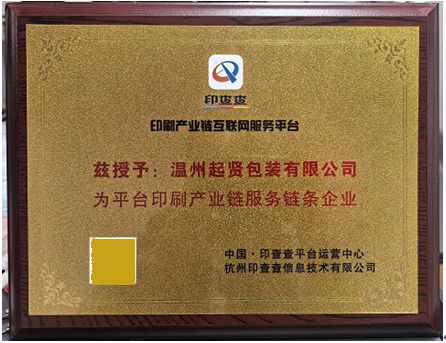 印查查
印刷产业链互联网服务平台
兹授予：温州起贤包装有限公司
为平台印刷产业链服务链条企业
中国·印查查平台运营中心
杭州印查查信息技术有限公司